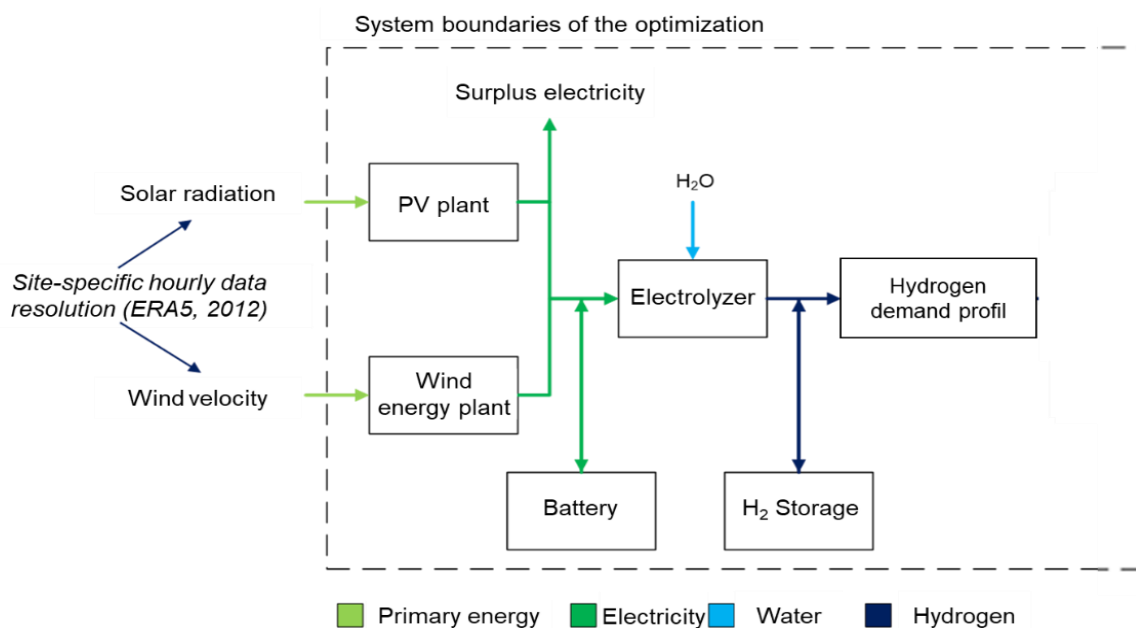 System boundaries of the optimization
Surplus electricity
Solar radiation
PV plant
H₂O
Site-specific hourly data
resolution (ERA5, 2012)
Electrolyzer
Hydrogen
demand profil
Wind velocity
Wind
energy plant
Battery
H₂ Storage
Primary energy
Electricity
Water
Hydrogen